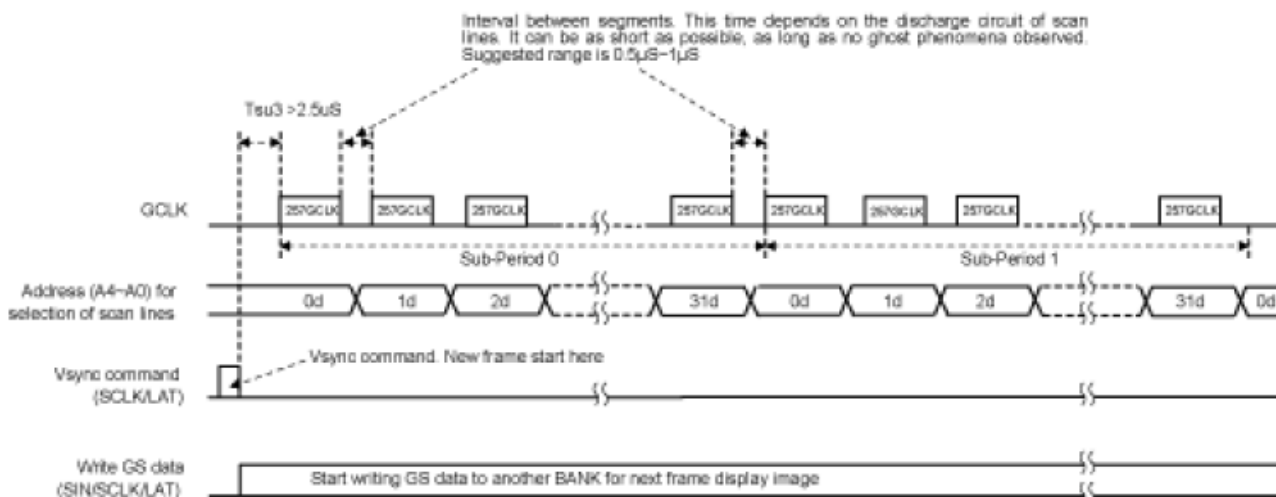 Interval between segments. This time depends on the discharge circuit of scan
lines. It can be as short as possible, as long as no ghost phenomena observed.
Suggested range is 0.5µS~1µS
Tsu3 >2.5uS
GCLK
257GCLK 257GCLK 257GCLK 257GCLK 257GCLK 257GCLK 257GCLK 257GCLK
Sub-Period 0 Sub-Period 1
Address (A4~A0) for
selection of scan lines
0d 1d 2d 31d 0d 1d 2d 31d 0d
Vsync command. New frame start here
Vsync command
(SCLK/LAT)
Write GS data
(SIN/SCLK/LAT)
Start writing GS data to another BANK for next frame display image